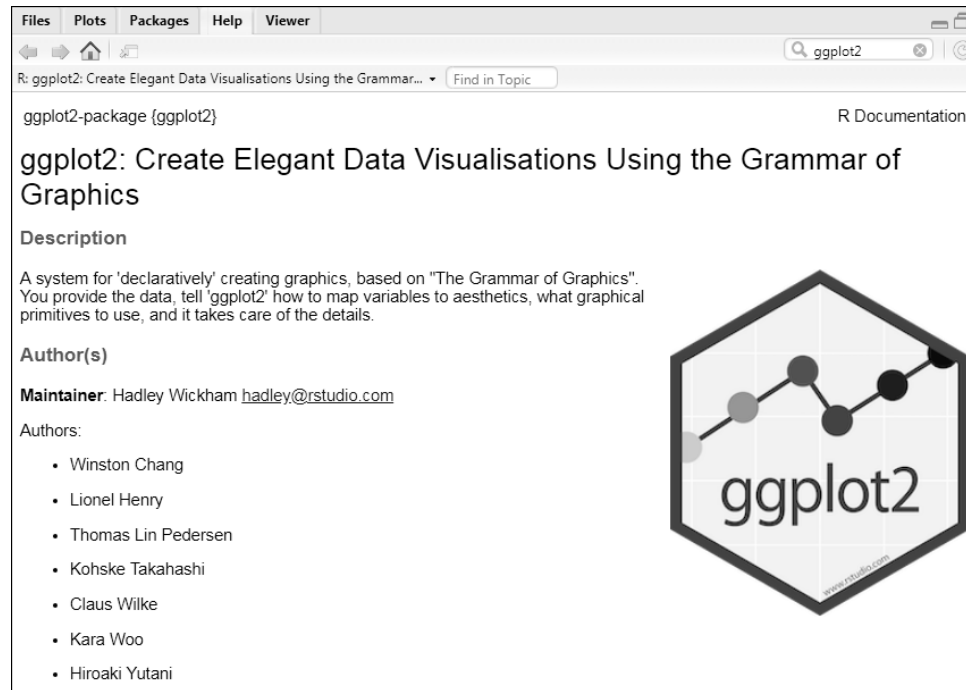 Files Plots Packages Help Viewer
ggplot2
R: ggplot2: Create Elegant Data Visualisations Using the Grammar... Find in Topic
ggplot2-package {ggplot2} R Documentation
ggplot2: Create Elegant Data Visualisations Using the Grammar of
Graphics
Description
A system for 'declaratively' creating graphics, based on "The Grammar of Graphics".
You provide the data, tell 'ggplot2' how to map variables to aesthetics, what graphical
primitives to use, and it takes care of the details.
Author(s)
Maintainer: Hadley Wickham hadley@rstudio.com
Authors:
• Winston Chang
• Lionel Henry
• Thomas Lin Pedersen
• Kohske Takahashi
• Claus Wilke
• Kara Woo
• Hiroaki Yutani
ggplot2
www.rstudio.com